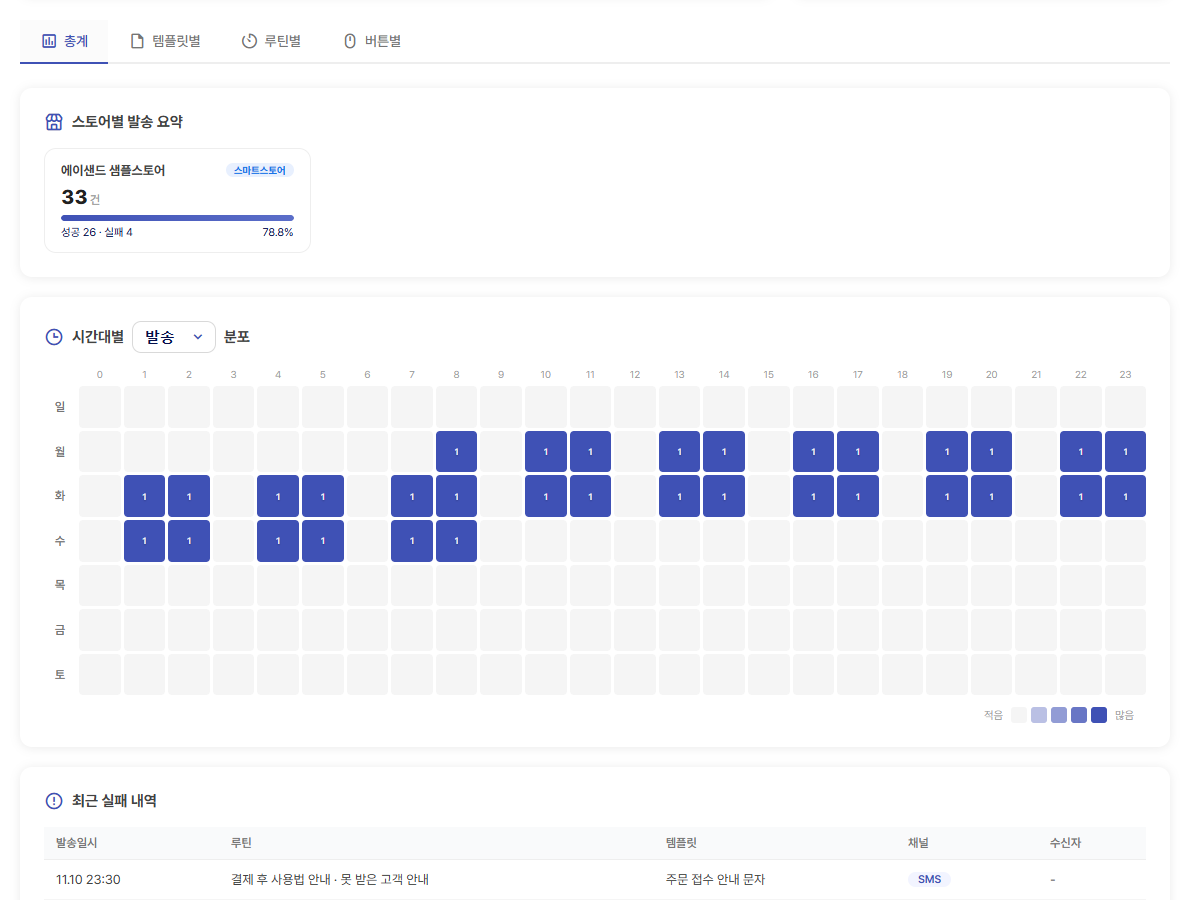 총계 템플릿별 루틴별 버튼별
스토어별 발송 요약
에이샌드 샘플스토어 스마트스토어
33 건
성공 26 · 실패 4 78.8%
시간대별 발송 분포
0 1 2 3 4 5 6 7 8 9 10 11 12 13 14 15 16 17 18 19 20 21 22 23
일
월 1 1 1 1 1 1 1 1 1 1 1
화 1 1 1 1 1 1 1 1 1 1 1 1 1 1 1 1
수 1 1 1 1 1 1
목
금
토
적음 많음
최근 실패 내역
발송일시 루틴 템플릿 채널 수신자
11.10 23:30 결제 후 사용법 안내 · 못 받은 고객 안내 주문 접수 안내 문자 SMS -